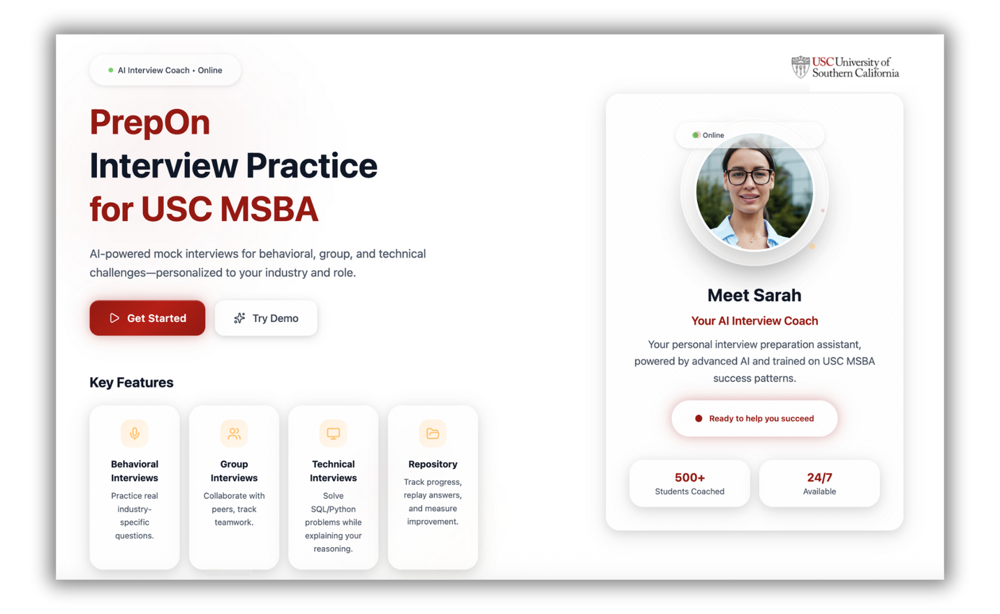 AI Interview Coach • Online
USC University of
Southern California
PrepOn
Interview Practice
for USC MSBA
AI-powered mock interviews for behavioral, group, and technical
challenges—personalized to your industry and role.
Get Started
Try Demo
Key Features
Behavioral
Interviews
Practice real
industry-
specific
questions.
Group
Interviews
Collaborate with
peers, track
teamwork.
Technical
Interviews
Solve
SQL/Python
problems while
explaining your
reasoning.
Repository
Track progress,
replay answers,
and measure
improvement.
Online
Meet Sarah
Your AI Interview Coach
Your personal interview preparation assistant,
powered by advanced AI and trained on USC MSBA
success patterns.
Ready to help you succeed
500+
Students Coached
24/7
Available